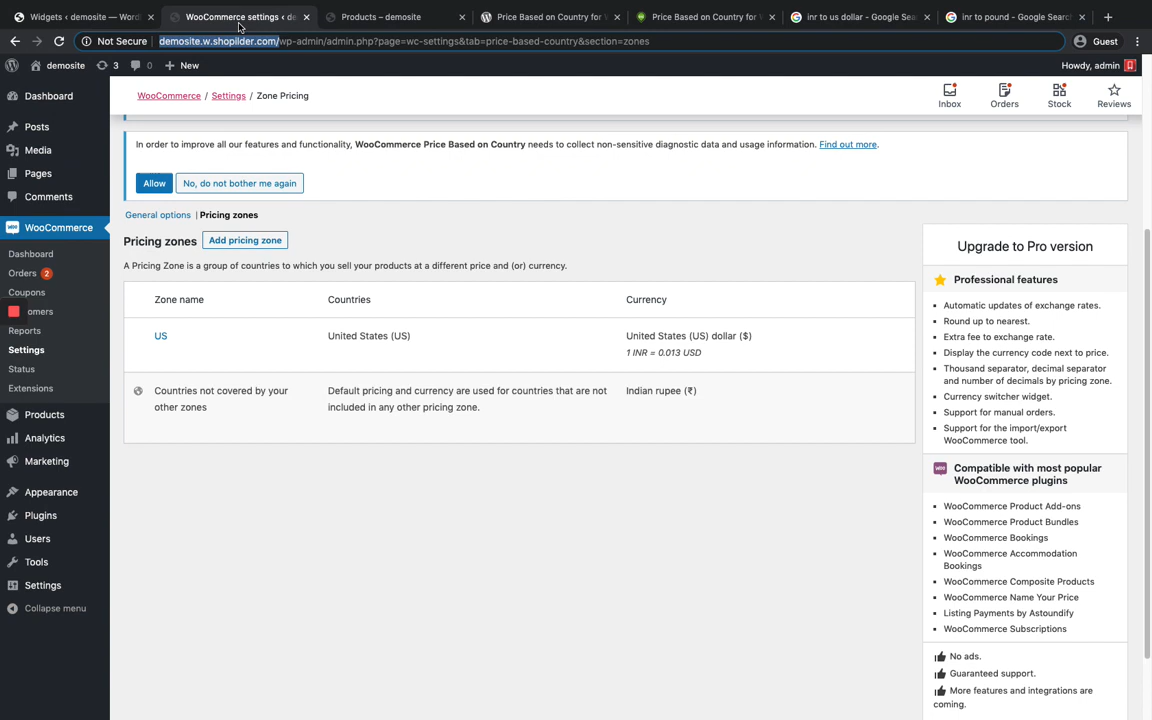 Widgets ‹ demosite — Word
WooCommerce settings ‹ de
Products – demosite
Price Based on Country for W
Price Based on Country for W
inr to us dollar - Google Sea
inr to pound - Google Search
Not Secure
demosite.w.shopilder.com/wp-admin/admin.php?page=wc-settings&tab=price-based-country&section=zones
Guest
demosite
3
0
New
Howdy, admin
Dashboard
Posts
Media
Pages
Comments
WooCommerce
Dashboard
Orders 2
Coupons
omers
Reports
Settings
Status
Extensions
Products
Analytics
Marketing
Appearance
Plugins
Users
Tools
Settings
Collapse menu
WooCommerce / Settings / Zone Pricing
Inbox
Orders
Stock
Reviews
In order to improve all our features and functionality, WooCommerce Price Based on Country needs to collect non-sensitive diagnostic data and usage information. Find out more.
Allow
No, do not bother me again
General options | Pricing zones
Pricing zones
Add pricing zone
A Pricing Zone is a group of countries to which you sell your products at a different price and (or) currency.
Zone name
Countries
Currency
US
United States (US)
United States (US) dollar ($)
1 INR = 0.013 USD
Countries not covered by your
other zones
Default pricing and currency are used for countries that are not
included in any other pricing zone.
Indian rupee (₹)
Upgrade to Pro version
Professional features
Automatic updates of exchange rates.
Round up to nearest.
Extra fee to exchange rate.
Display the currency code next to price.
Thousand separator, decimal separator
and number of decimals by pricing zone.
Currency switcher widget.
Support for manual orders.
Support for the import/export
WooCommerce tool.
Woo
Compatible with most popular
WooCommerce plugins
WooCommerce Product Add-ons
WooCommerce Product Bundles
WooCommerce Bookings
WooCommerce Accommodation
Bookings
WooCommerce Composite Products
WooCommerce Name Your Price
Listing Payments by Astoundify
WooCommerce Subscriptions
No ads.
Guaranteed support.
More features and integrations are
coming.